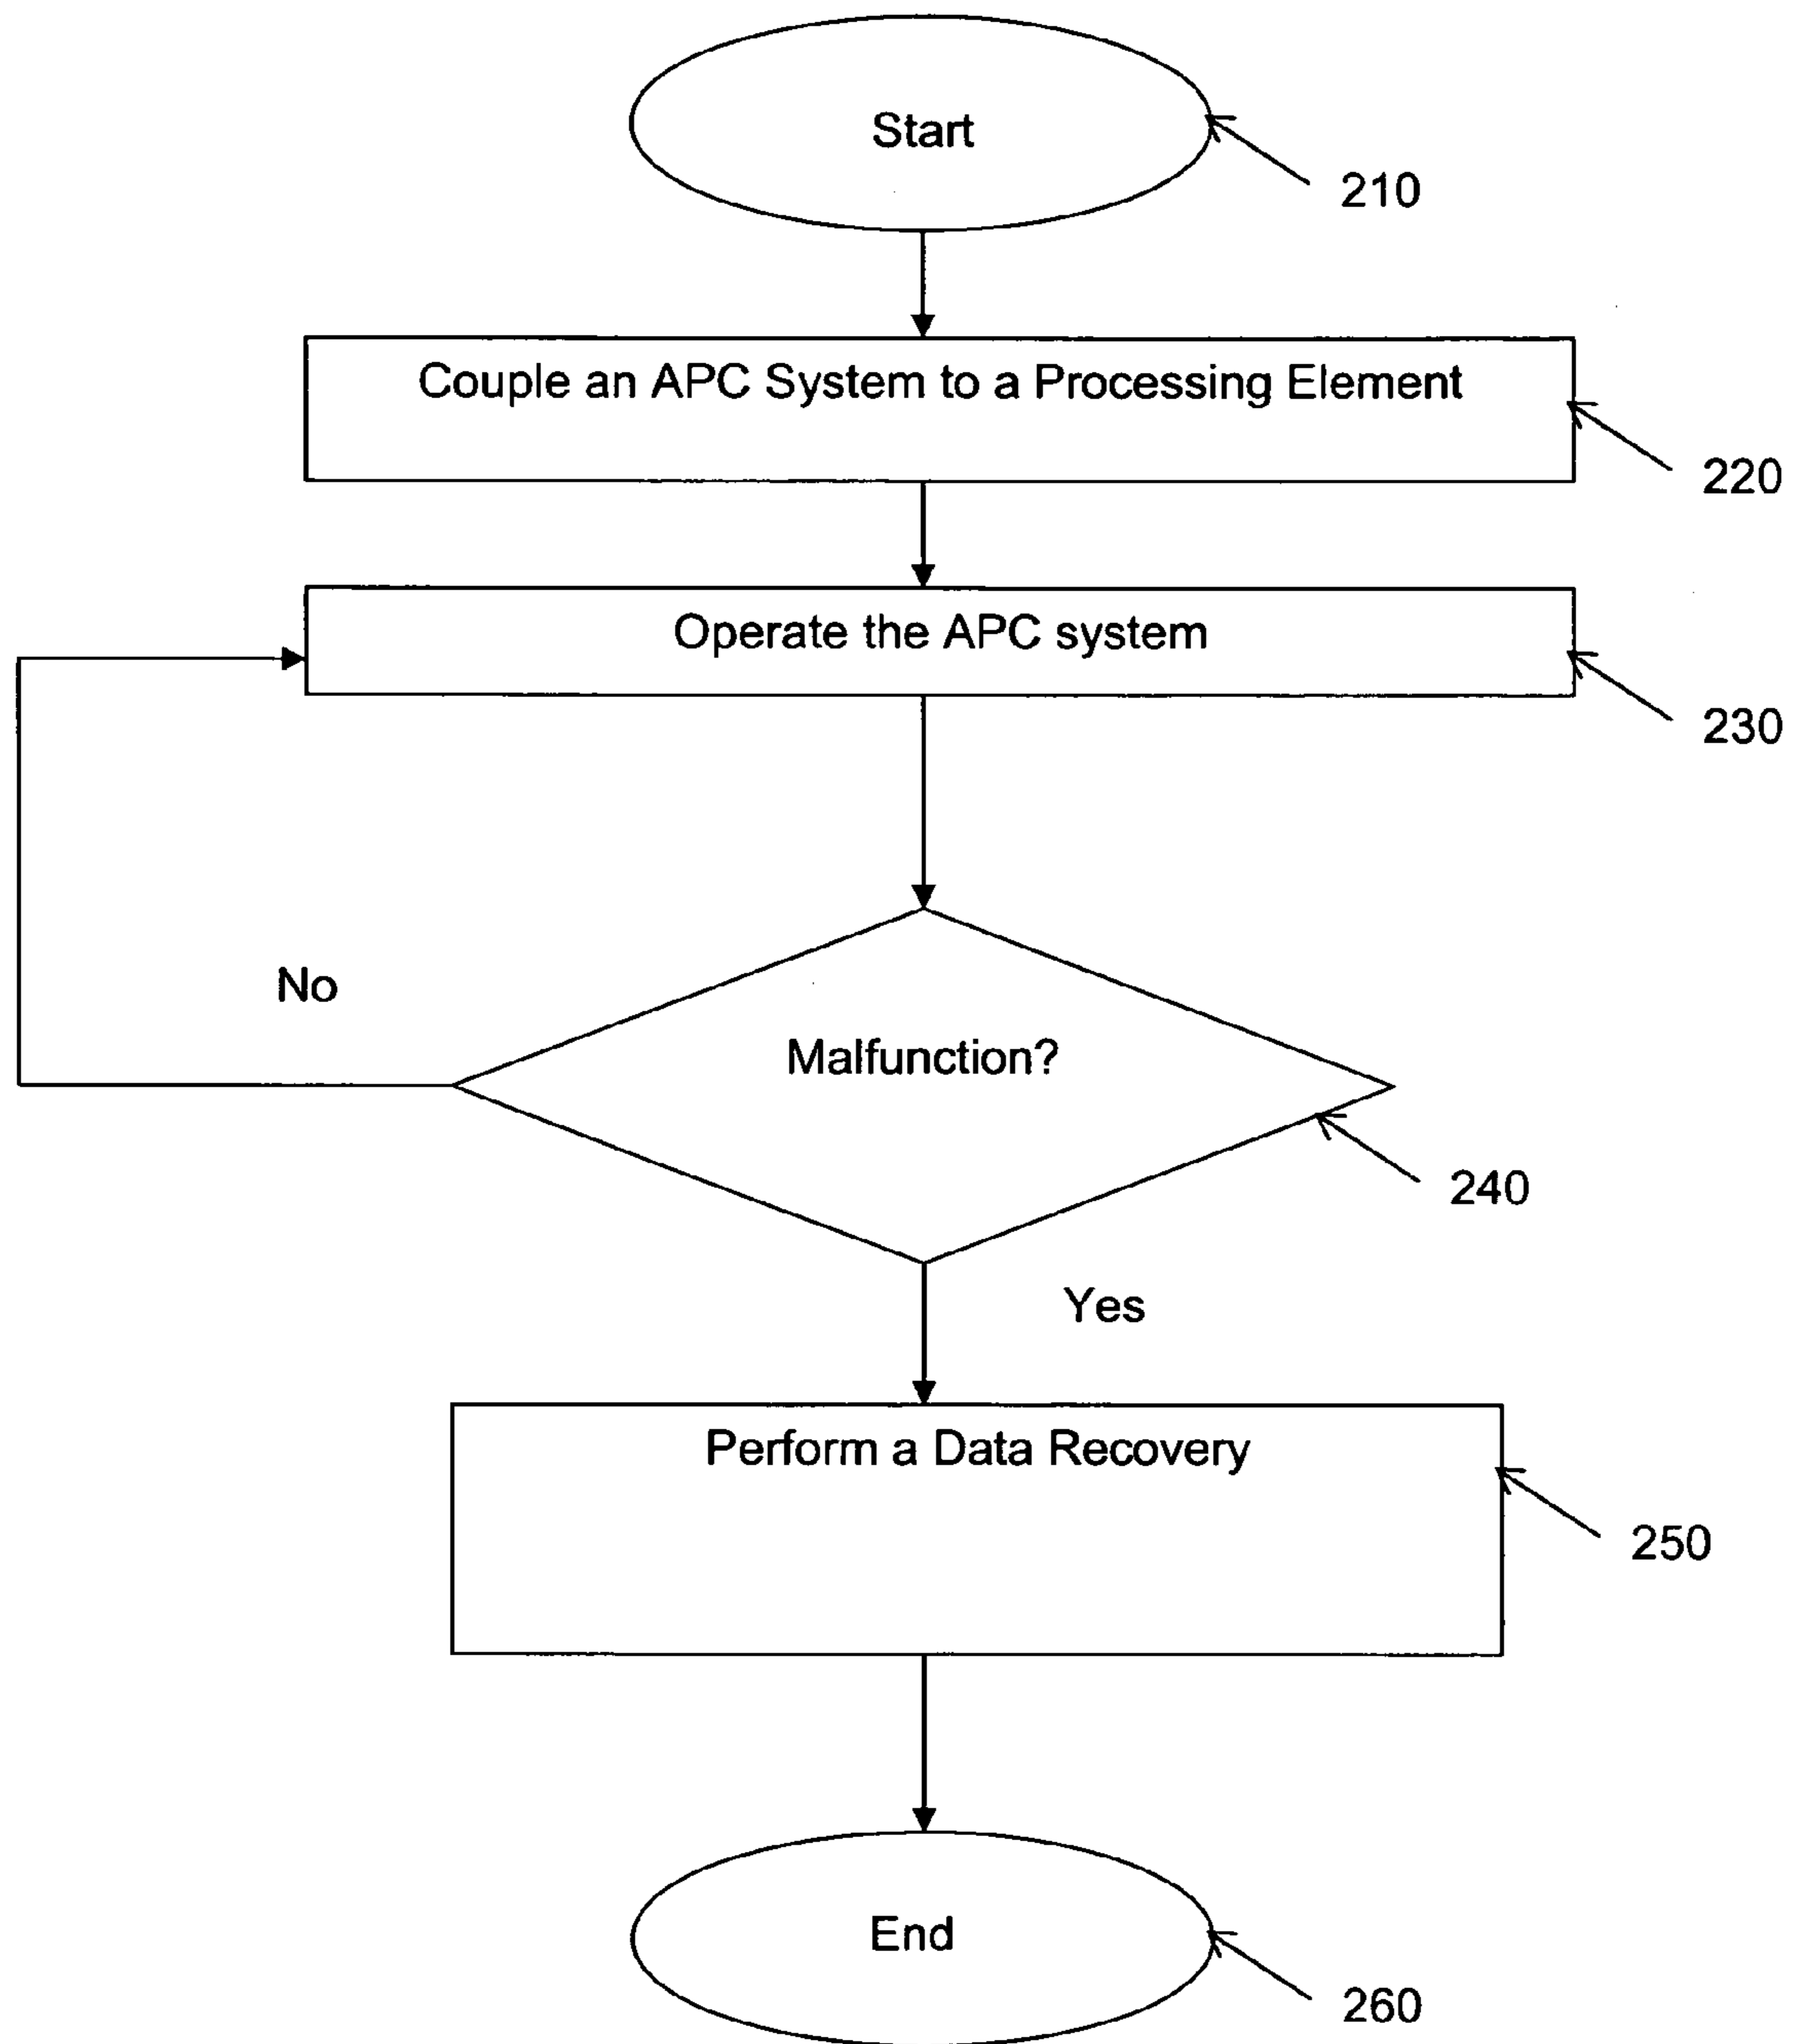 Start
210
Couple an APC System to a Processing Element
220
Operate the APC system
230
No
Malfunction?
240
Yes
Perform a Data Recovery
250
End
260